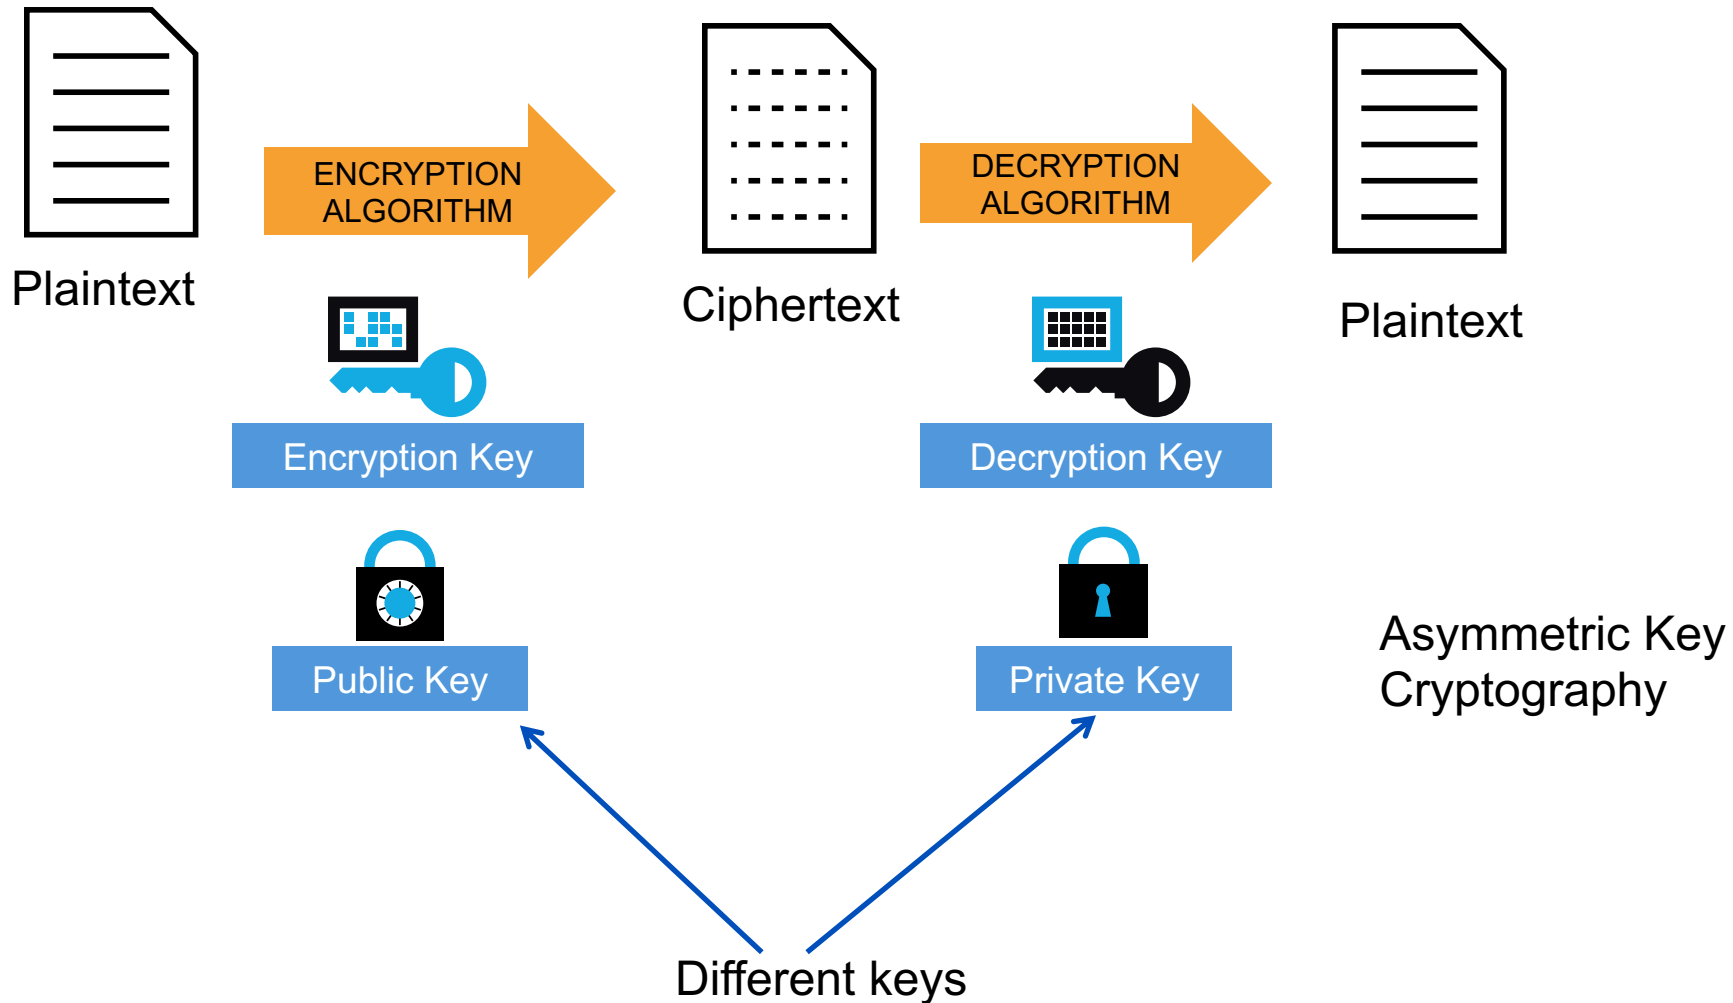 ENCRYPTION
ALGORITHM
DECRYPTION
ALGORITHM
Plaintext
Ciphertext
Plaintext
Encryption Key
Decryption Key
Public Key
Private Key
Asymmetric Key
Cryptography
Different keys